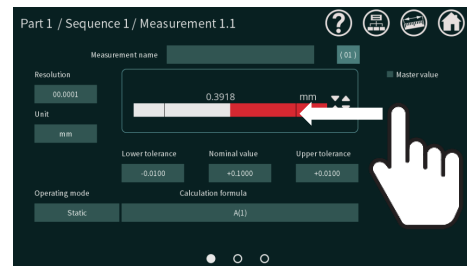 Part 1 / Sequence 1 / Measurement 1.1
?
Measurement name
( 01 )
Resolution
Master value
00.0001
0.3918 mm
Unit
mm
Lower tolerance Nominal value Upper tolerance
-0.0100 +0.1000 +0.0100
Operating mode Calculation formula
Static A(1)